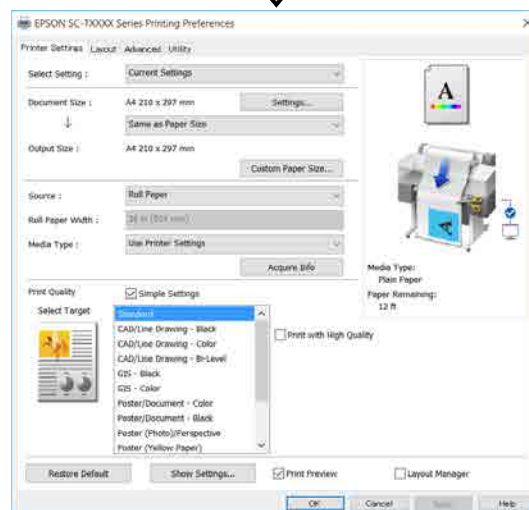 EPSON SC-TXXXX Series Printing Preferences
Printer Settings Layout Advanced Utility
Select Setting : Current Settings
Document Size : A4 210 x 297 mm Settings...
Same as Paper Size
Output Size : A4 210 x 297 mm
Custom Paper Size...
Source : Roll Paper
Roll Paper Width :
Media Type : Use Printer Settings
Acquire Info
Media Type:
Plain Paper
Paper Remaining:
12 ft
Print Quality Simple Settings
Select Target
Standard
CAD/Line Drawing - Black
CAD/Line Drawing - Color
CAD/Line Drawing - Bi-Level
GIS - Black
GIS - Color
Poster/Document - Color
Poster/Document - Black
Poster (Photo)/Perspective
Poster (Yellow Paper)
Print with High Quality
Restore Default Show Settings... Print Preview Layout Manager
OK Cancel Help
A
A